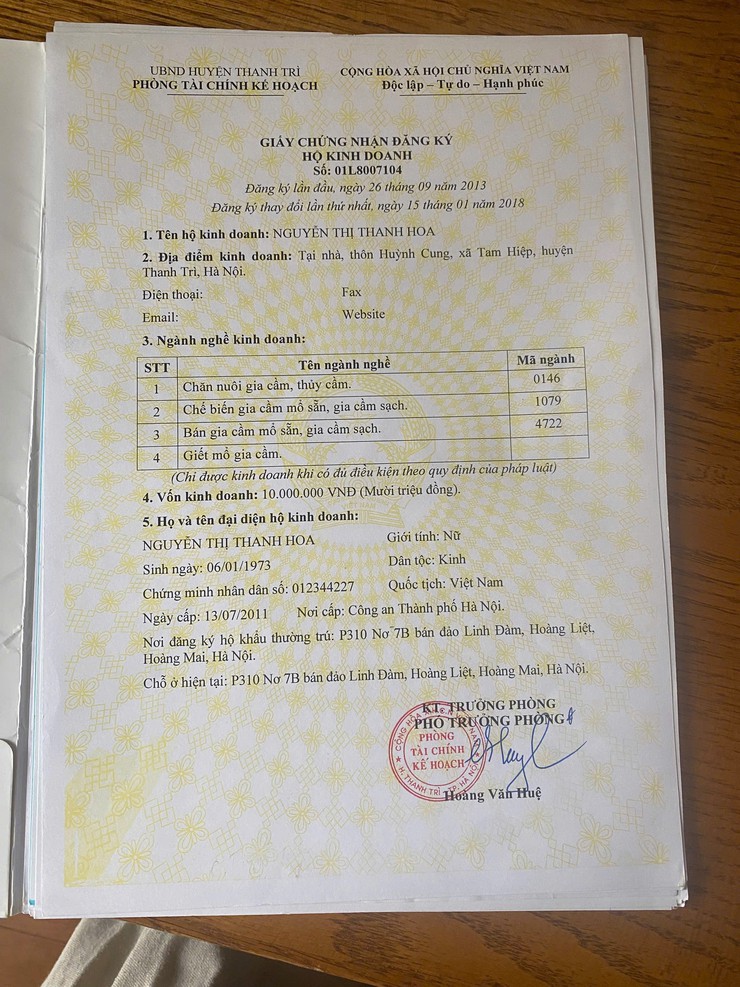 UBND HUYỆN THANH TRÌ
PHÒNG TÀI CHÍNH KẾ HOẠCH
CỘNG HÒA XÃ HỘI CHỦ NGHĨA VIỆT NAM
Độc lập – Tự do – Hạnh phúc
GIẤY CHỨNG NHẬN ĐĂNG KÝ
HỘ KINH DOANH
Số: 01L8007104
Đăng ký lần đầu, ngày 26 tháng 09 năm 2013
Đăng ký thay đổi lần thứ nhất, ngày 15 tháng 01 năm 2018
1. Tên hộ kinh doanh: NGUYỄN THỊ THANH HOA
2. Địa điểm kinh doanh: Tại nhà, thôn Huỳnh Cung, xã Tam Hiệp, huyện
Thanh Trì, Hà Nội.
Điện thoại: Fax
Email: Website
3. Ngành nghề kinh doanh:
STT Tên ngành nghề Mã ngành
1 Chăn nuôi gia cầm, thủy cầm. 0146
2 Chế biến gia cầm mổ sẵn, gia cầm sạch. 1079
3 Bán gia cầm mổ sẵn, gia cầm sạch. 4722
4 Giết mổ gia cầm.
(Chỉ được kinh doanh khi có đủ điều kiện theo quy định của pháp luật)
4. Vốn kinh doanh: 10.000.000 VNĐ (Mười triệu đồng).
5. Họ và tên đại diện hộ kinh doanh:
NGUYỄN THỊ THANH HOA Giới tính: Nữ
Sinh ngày: 06/01/1973 Dân tộc: Kinh
Chứng minh nhân dân số: 012344227 Quốc tịch: Việt Nam
Ngày cấp: 13/07/2011 Nơi cấp: Công an Thành phố Hà Nội.
Nơi đăng ký hộ khẩu thường trú: P310 Nơ 7B bán đảo Linh Đàm, Hoàng Liệt,
Hoàng Mai, Hà Nội.
Chỗ ở hiện tại: P310 Nơ 7B bán đảo Linh Đàm, Hoàng Liệt, Hoàng Mai, Hà Nội.
KT. TRƯỞNG PHÒNG
PHÓ TRƯỞNG PHÒNG
PHÒNG
TÀI CHÍNH
KẾ HOẠCH
H. THANH TRÌ - TP. HÀ NỘI
Hoàng Văn Huệ